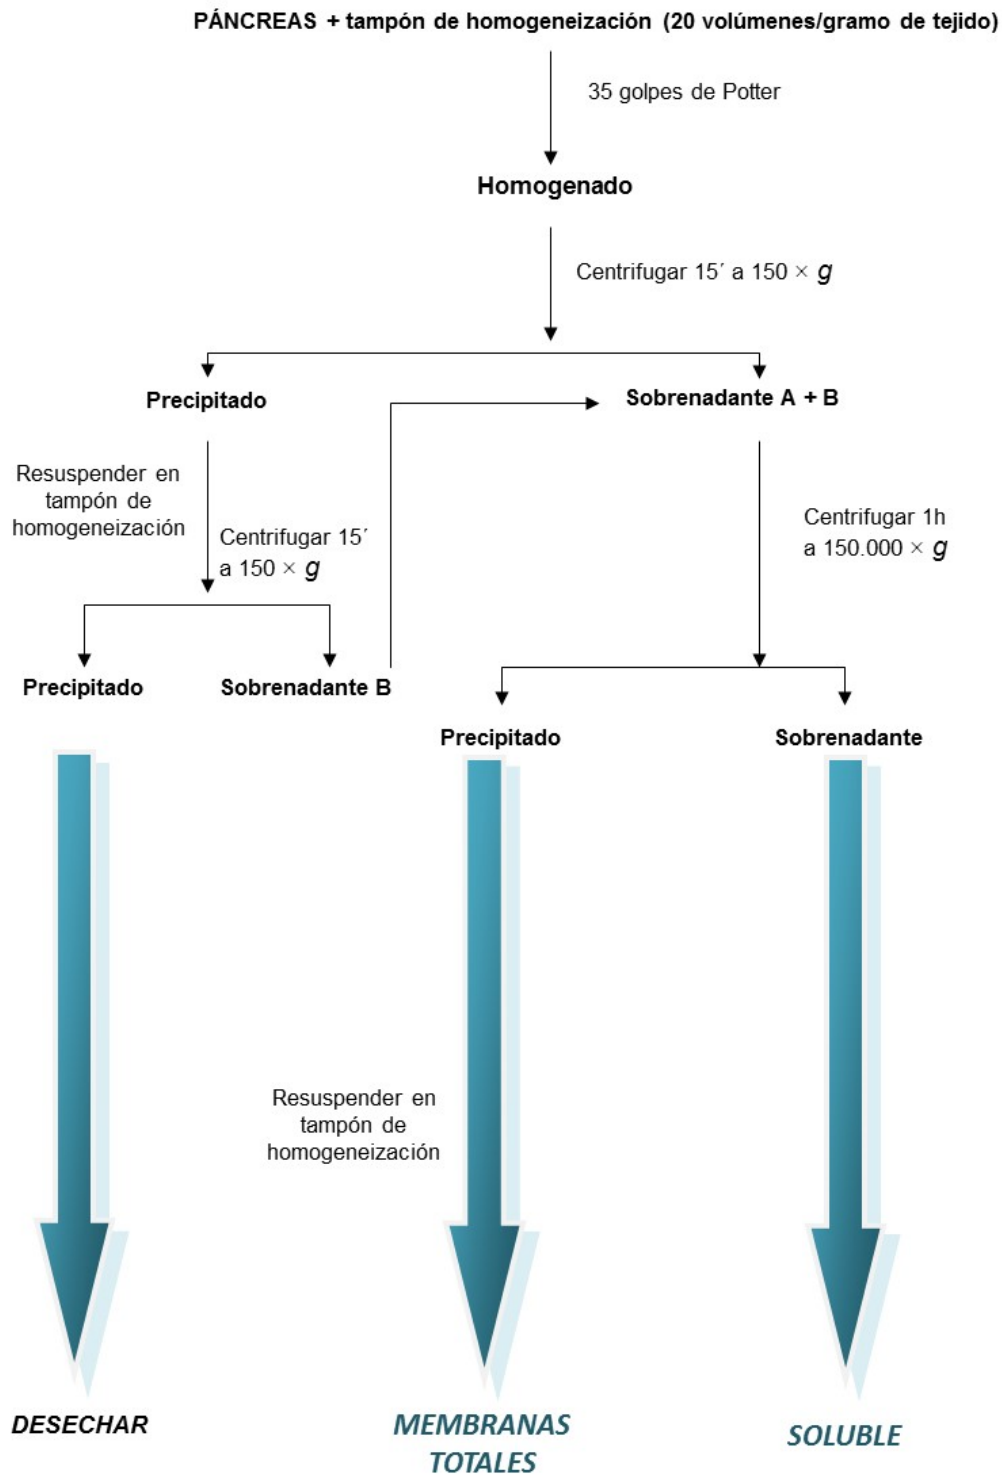 PÁNCREAS + tampón de homogeneización (20 volúmenes/gramo de tejido)
35 golpes de Potter
Homogenado
Centrifugar 15´ a 150 × g
Precipitado
Sobrenadante A + B
Resuspender en
tampón de
homogeneización
Centrifugar 15´
a 150 × g
Centrifugar 1h
a 150.000 × g
Precipitado
Sobrenadante B
Precipitado
Sobrenadante
Resuspender en
tampón de
homogeneización
DESECHAR
MEMBRANAS
TOTALES
SOLUBLE